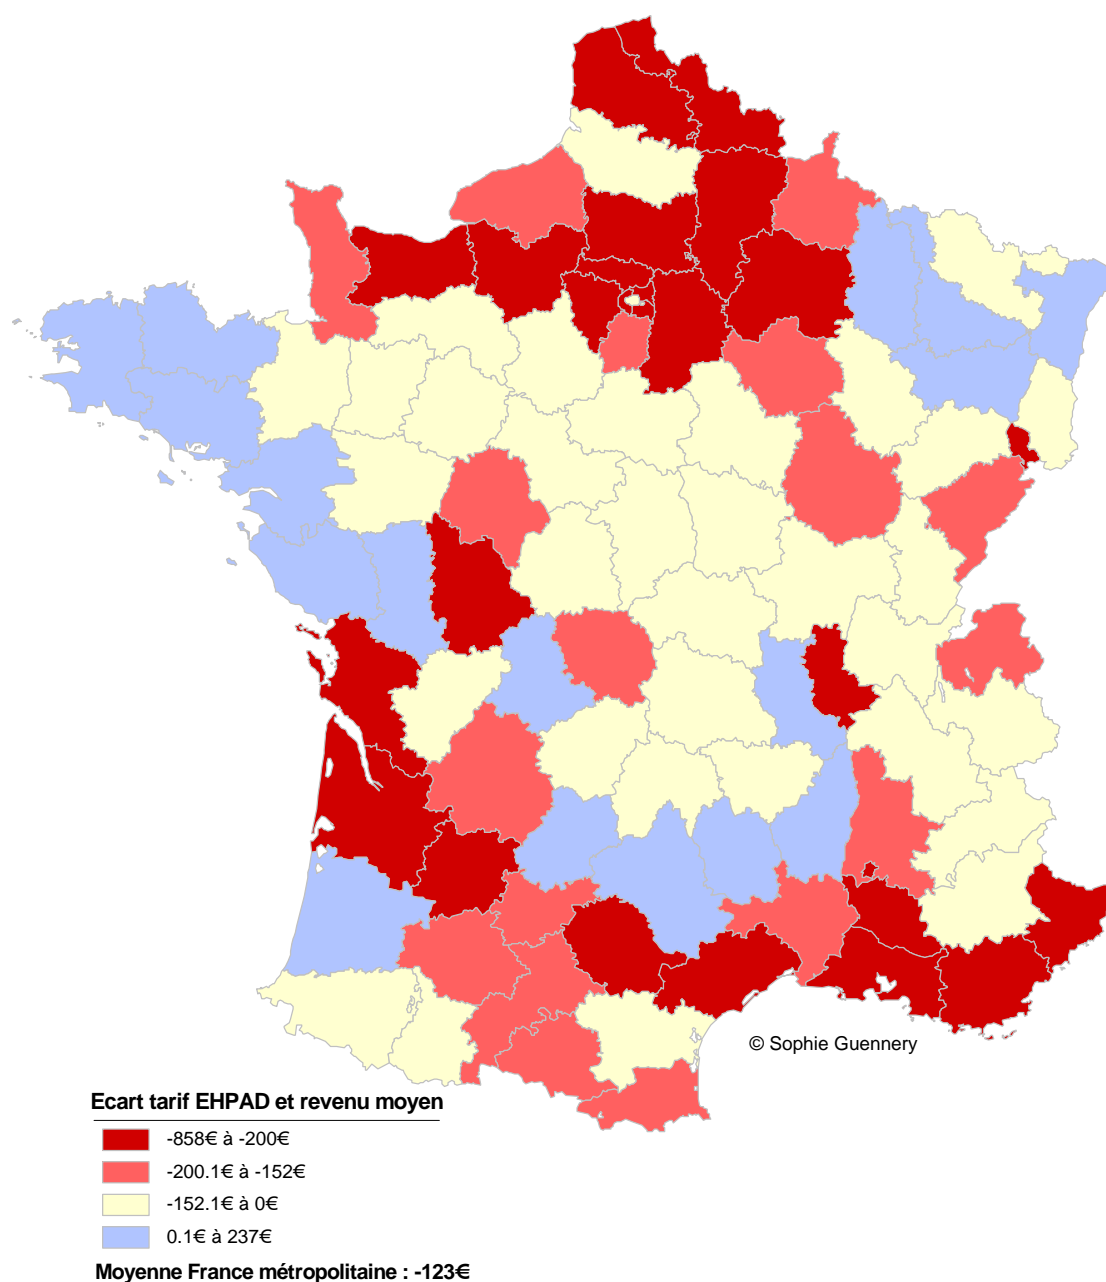 © Sophie Guennery
Ecart tarif EHPAD et revenu moyen
-858€ à -200€
-200.1€ à -152€
-152.1€ à 0€
0.1€ à 237€
Moyenne France métropolitaine : -123€